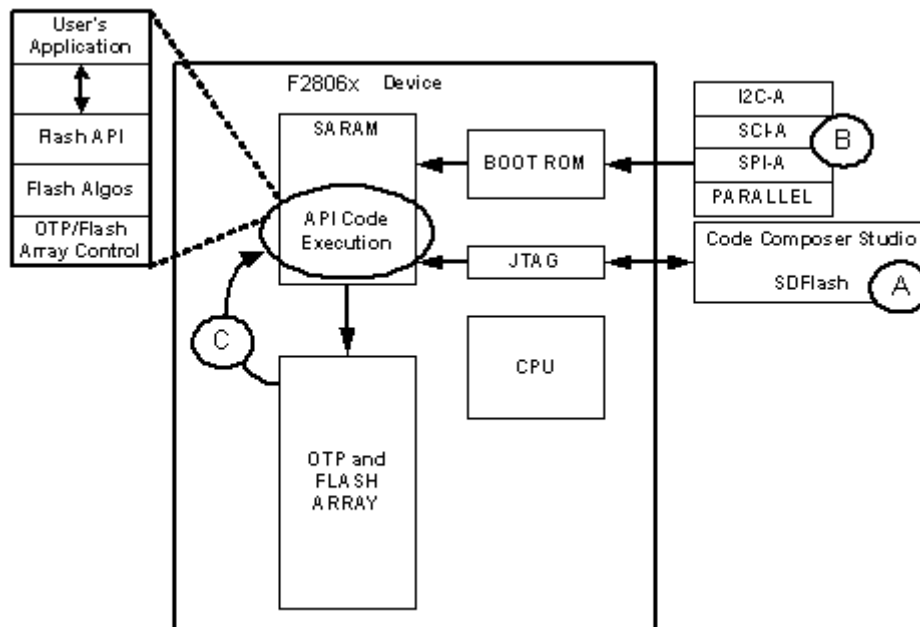 User's
Application
Flash API
Flash Algos
OTP/Flash
Array Control
F2806x Device
SARAM
API Code
Execution
BOOT ROM
JTAG
CPU
C
OTP and
FLASH
ARRAY
I2C-A
SCI-A
SPI-A
PARALLEL
B
Code Composer Studio
SDFlash
A